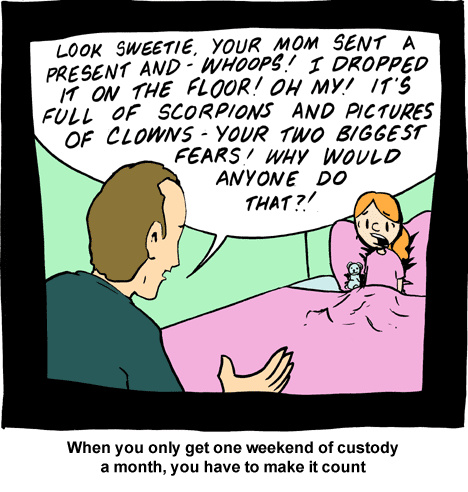 LOOK SWEETIE, YOUR MOM SENT A
PRESENT AND - WHOOPS! I DROPPED
IT ON THE FLOOR! OH MY! IT'S
FULL OF SCORPIONS AND PICTURES
OF CLOWNS - YOUR TWO BIGGEST
FEARS! WHY WOULD
ANYONE DO
THAT?!
When you only get one weekend of custody
a month, you have to make it count